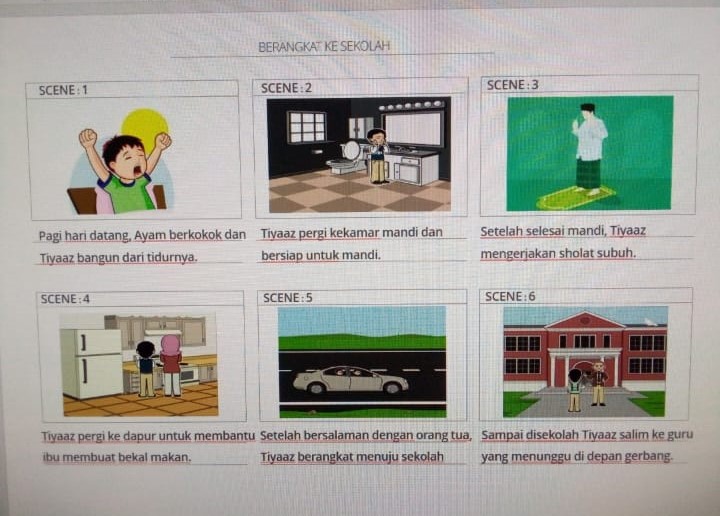 BERANGKAT KE SEKOLAH
SCENE : 1
SCENE : 2
SCENE : 3
Pagi hari datang, Ayam berkokok dan
Tiyaaz bangun dari tidurnya.
Tiyaaz pergi kekamar mandi dan
bersiap untuk mandi.
Setelah selesai mandi, Tiyaaz
mengerjakan sholat subuh.
SCENE : 4
SCENE : 5
SCENE : 6
Tiyaaz pergi ke dapur untuk membantu
ibu membuat bekal makan.
Setelah bersalaman dengan orang tua,
Tiyaaz berangkat menuju sekolah
Sampai disekolah Tiyaaz salim ke guru
yang menunggu di depan gerbang.